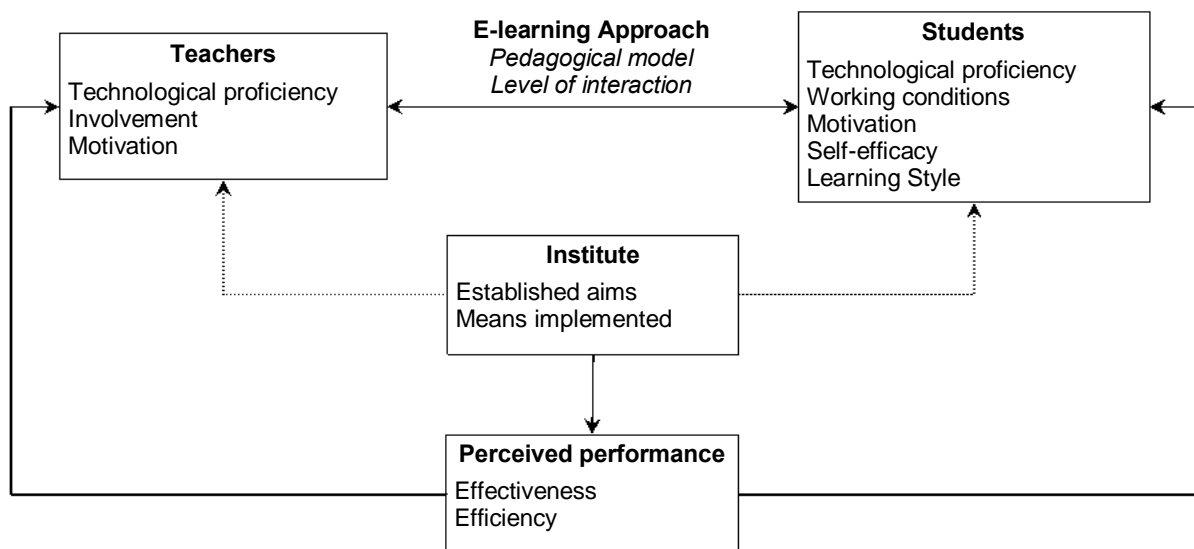 Teachers
Technological proficiency
Involvement
Motivation
E-learning Approach
Pedagogical model
Level of interaction
Students
Technological proficiency
Working conditions
Motivation
Self-efficacy
Learning Style
Institute
Established aims
Means implemented
Perceived performance
Effectiveness
Efficiency